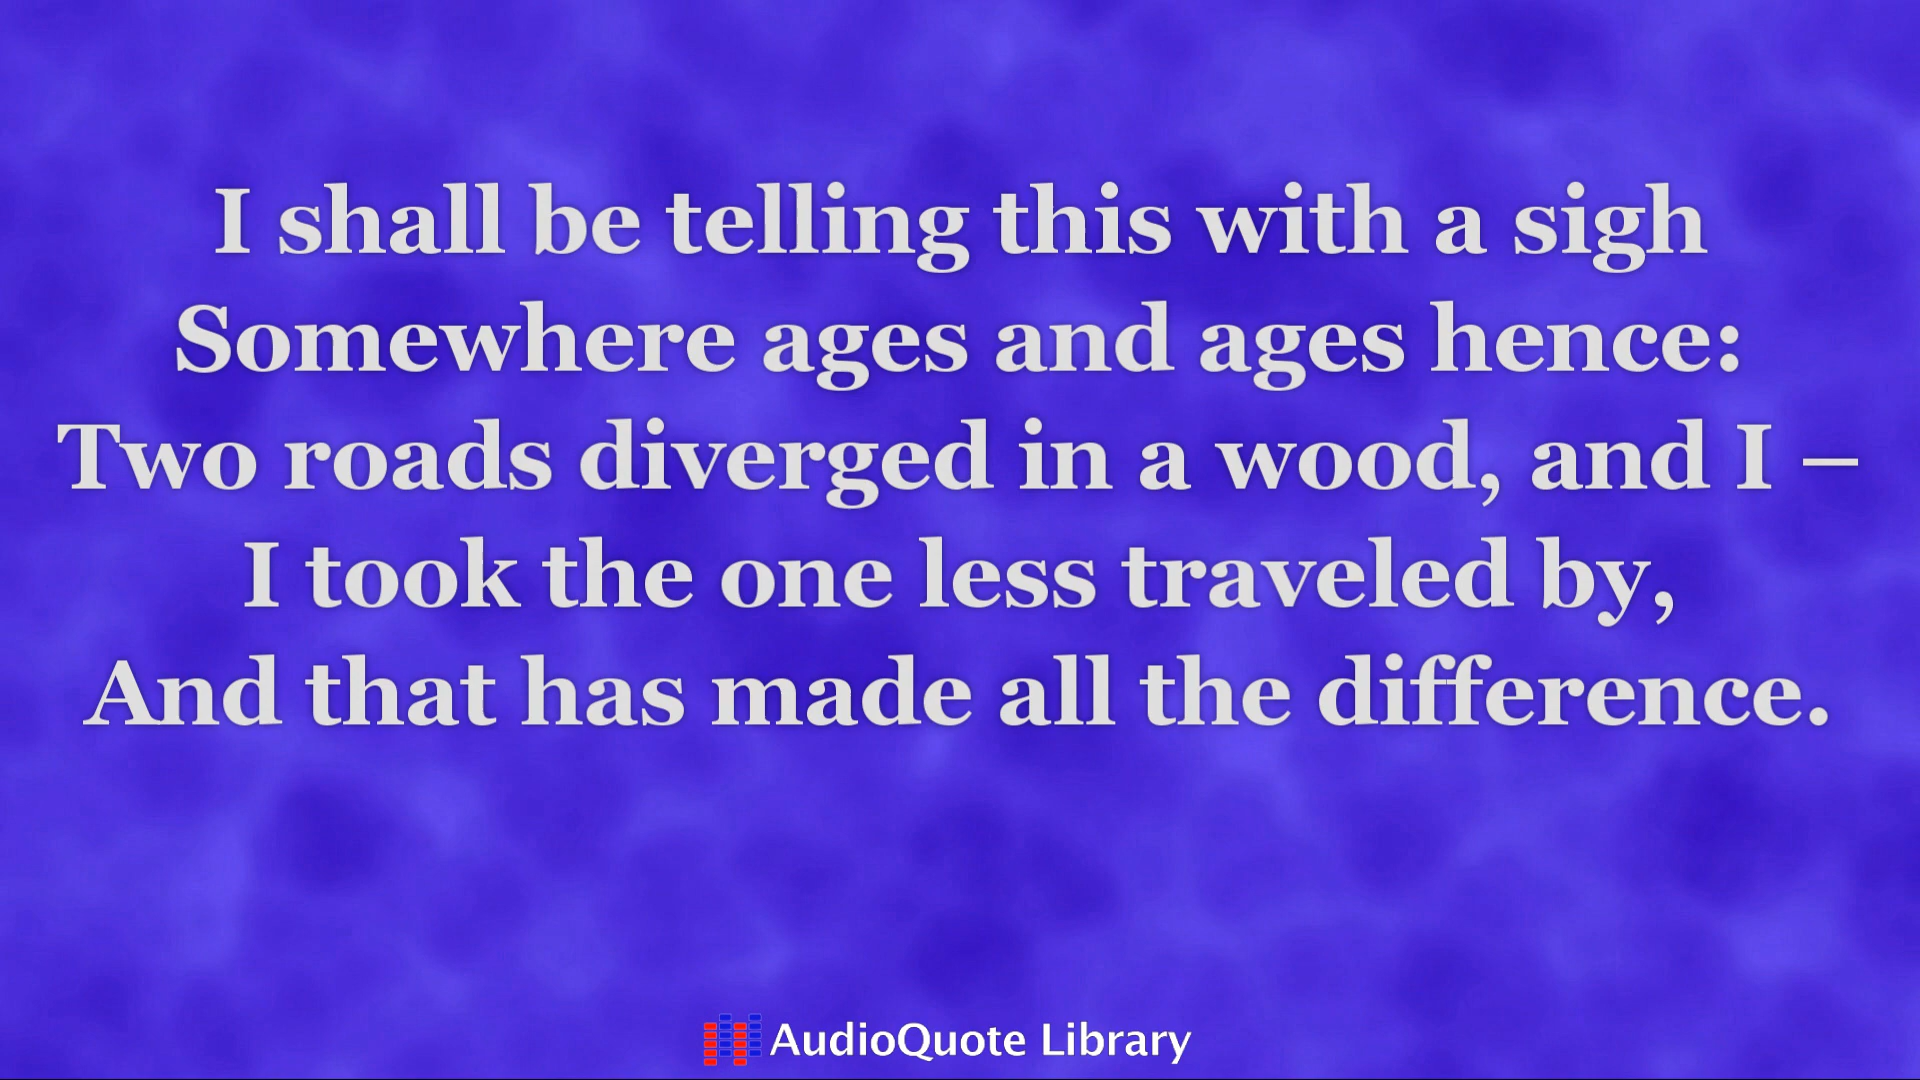 I shall be telling this with a sigh
Somewhere ages and ages hence:
Two roads diverged in a wood, and I –
I took the one less traveled by,
And that has made all the difference.
AudioQuote Library